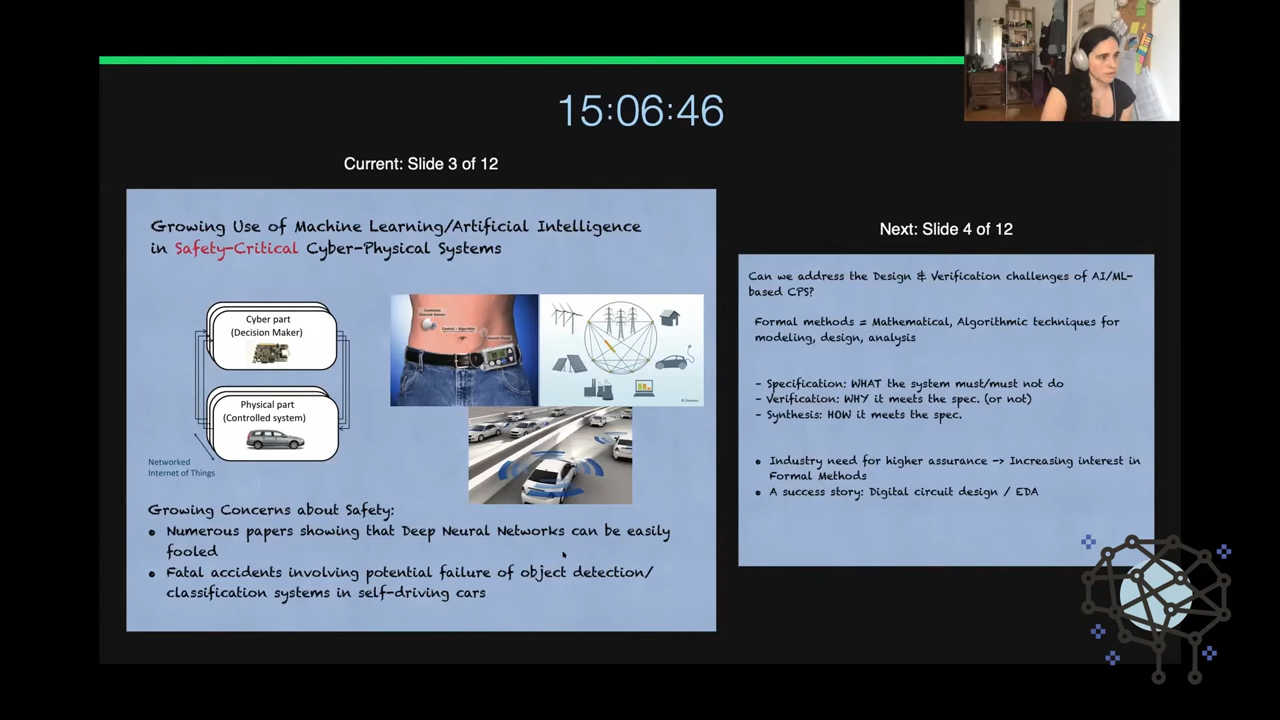 15:06:46
Current: Slide 3 of 12
Growing Use of Machine Learning/Artificial Intelligence
in Safety-Critical Cyber-Physical Systems
Cyber part
(Decision Maker)
Physical part
(Controlled system)
Networked
Internet of Things
Growing Concerns about Safety:
• Numerous papers showing that Deep Neural Networks can be easily
fooled
• Fatal accidents involving potential failure of object detection/
classification systems in self-driving cars
Next: Slide 4 of 12
Can we address the Design & Verification challenges of AI/ML-
based CPS?
Formal methods = Mathematical, Algorithmic techniques for
modeling, design, analysis
- Specification: WHAT the system must/must not do
- Verification: WHY it meets the spec. (or not)
- Synthesis: HOW it meets the spec.
• Industry need for higher assurance -> Increasing interest in
Formal Methods
• A success story: Digital circuit design / EDA